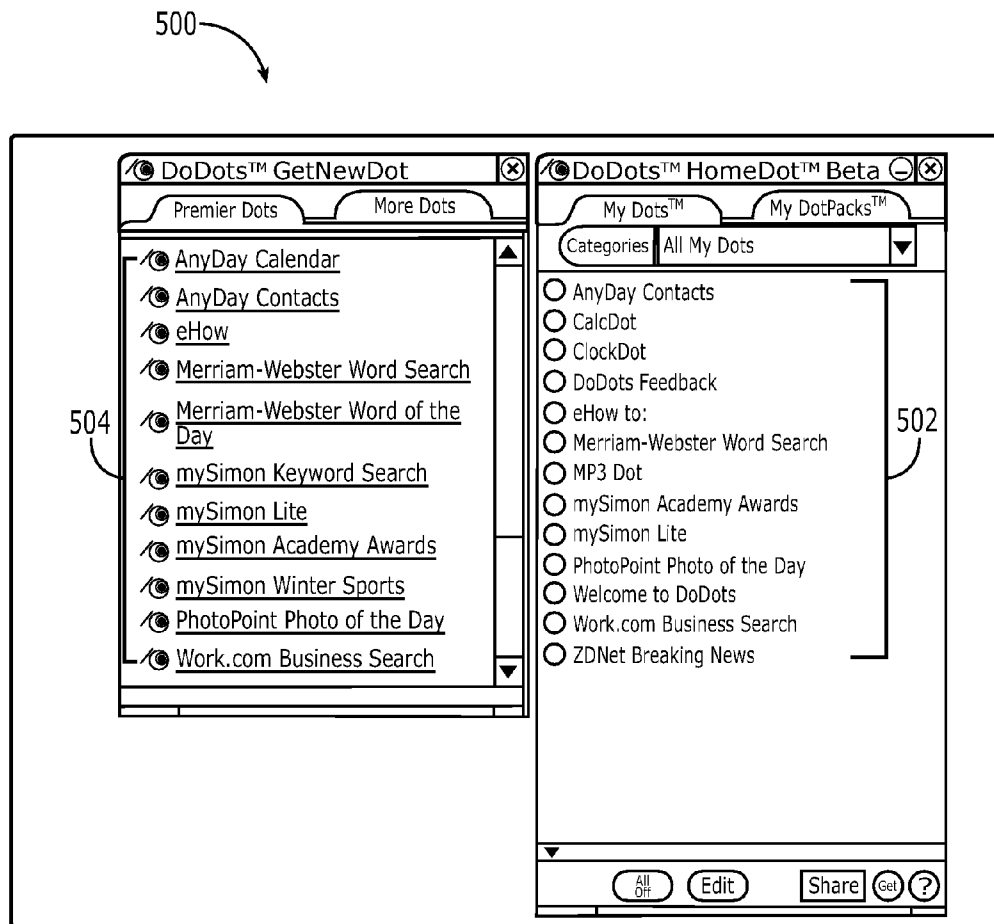 500
DoDots™ GetNewDot
Premier Dots
More Dots
504
AnyDay Calendar
AnyDay Contacts
eHow
Merriam-Webster Word Search
Merriam-Webster Word of the
Day
mySimon Keyword Search
mySimon Lite
mySimon Academy Awards
mySimon Winter Sports
PhotoPoint Photo of the Day
Work.com Business Search
DoDots™ HomeDot™ Beta
My Dots™
My DotPacks™
Categories
All My Dots
AnyDay Contacts
CalcDot
ClockDot
DoDots Feedback
eHow to:
Merriam-Webster Word Search
MP3 Dot
mySimon Academy Awards
mySimon Lite
PhotoPoint Photo of the Day
Welcome to DoDots
Work.com Business Search
ZDNet Breaking News
502
All
Off
Edit
Share
Get
?